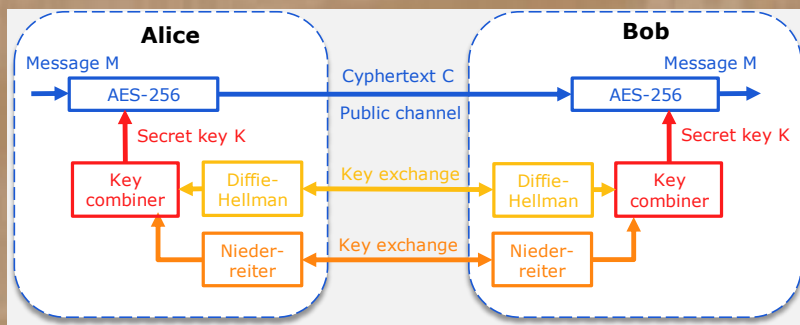 Alice
Bob
Message M
Message M
AES-256
Cyphertext C
AES-256
Public channel
Secret key K
Secret key K
Key
combiner
Diffie-
Hellman
Key exchange
Diffie-
Hellman
Key
combiner
Nieder-
reiter
Key exchange
Nieder-
reiter